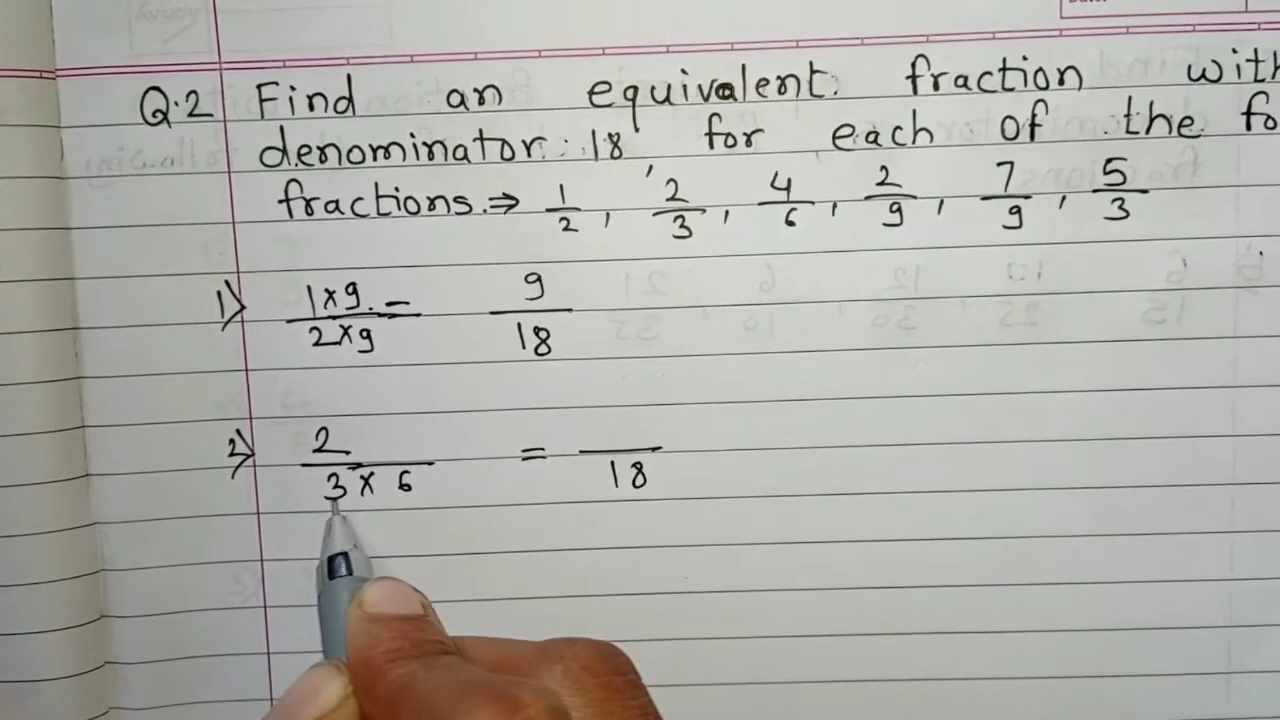 Q.2 Find an equivalent fraction with
denominator 18 for each of the fo
fractions. ⇒ 1/2, 2/3, 4/6, 2/9, 7/9, 5/3
1) 1×9/2×9 = 9/18
2) 2/3×6 = /18